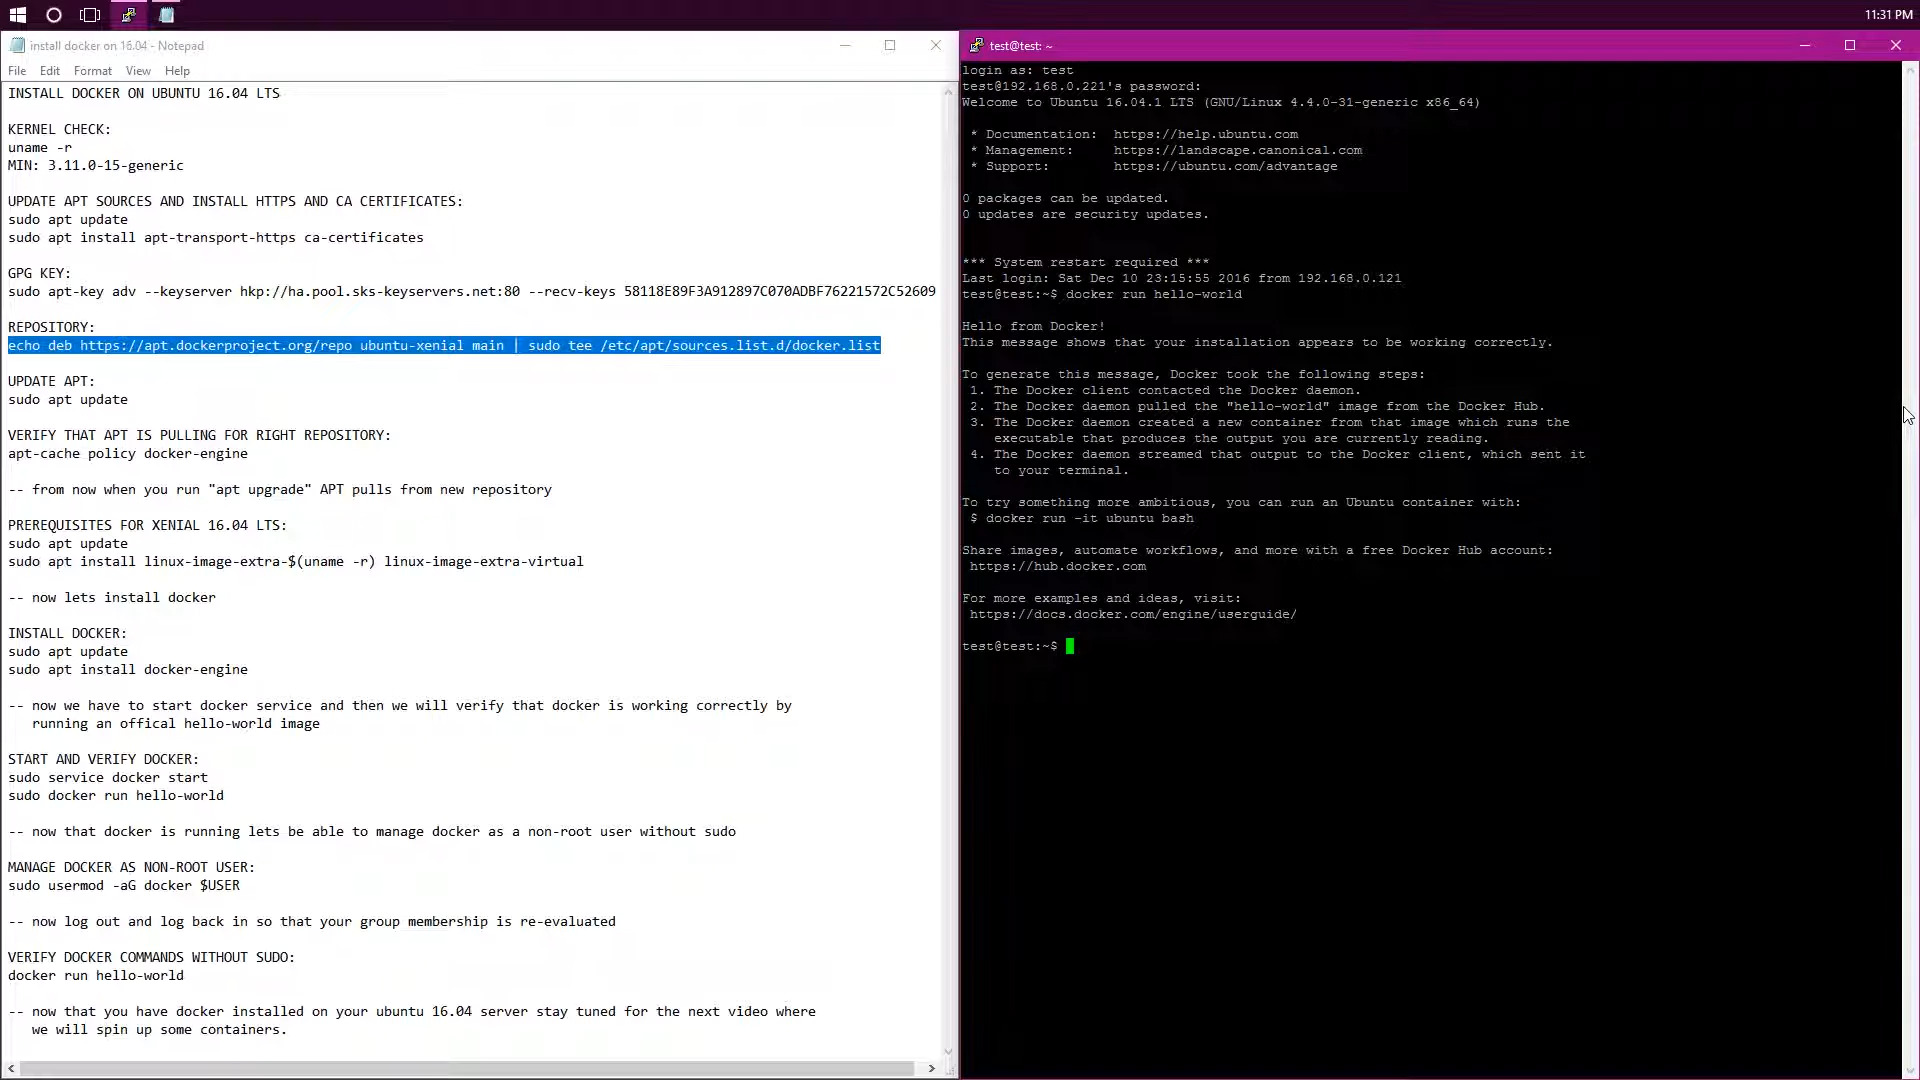 11:31 PM
install docker on 16.04 - Notepad
File Edit Format View Help
INSTALL DOCKER ON UBUNTU 16.04 LTS
KERNEL CHECK:
uname -r
MIN: 3.11.0-15-generic
UPDATE APT SOURCES AND INSTALL HTTPS AND CA CERTIFICATES:
sudo apt update
sudo apt install apt-transport-https ca-certificates
GPG KEY:
sudo apt-key adv --keyserver hkp://ha.pool.sks-keyservers.net:80 --recv-keys 58118E89F3A912897C070ADBF76221572C52609
REPOSITORY:
echo deb https://apt.dockerproject.org/repo ubuntu-xenial main | sudo tee /etc/apt/sources.list.d/docker.list
UPDATE APT:
sudo apt update
VERIFY THAT APT IS PULLING FOR RIGHT REPOSITORY:
apt-cache policy docker-engine
-- from now when you run "apt upgrade" APT pulls from new repository
PREREQUISITES FOR XENIAL 16.04 LTS:
sudo apt update
sudo apt install linux-image-extra-$(uname -r) linux-image-extra-virtual
-- now lets install docker
INSTALL DOCKER:
sudo apt update
sudo apt install docker-engine
-- now we have to start docker service and then we will verify that docker is working correctly by
running an offical hello-world image
START AND VERIFY DOCKER:
sudo service docker start
sudo docker run hello-world
-- now that docker is running lets be able to manage docker as a non-root user without sudo
MANAGE DOCKER AS NON-ROOT USER:
sudo usermod -aG docker $USER
-- now log out and log back in so that your group membership is re-evaluated
VERIFY DOCKER COMMANDS WITHOUT SUDO:
docker run hello-world
-- now that you have docker installed on your ubuntu 16.04 server stay tuned for the next video where
we will spin up some containers.
test@test: ~
login as: test
test@192.168.0.221's password:
Welcome to Ubuntu 16.04.1 LTS (GNU/Linux 4.4.0-31-generic x86_64)
* Documentation: https://help.ubuntu.com
* Management: https://landscape.canonical.com
* Support: https://ubuntu.com/advantage
0 packages can be updated.
0 updates are security updates.
*** System restart required ***
Last login: Sat Dec 10 23:15:55 2016 from 192.168.0.121
test@test:~$ docker run hello-world
Hello from Docker!
This message shows that your installation appears to be working correctly.
To generate this message, Docker took the following steps:
1. The Docker client contacted the Docker daemon.
2. The Docker daemon pulled the "hello-world" image from the Docker Hub.
3. The Docker daemon created a new container from that image which runs the
executable that produces the output you are currently reading.
4. The Docker daemon streamed that output to the Docker client, which sent it
to your terminal.
To try something more ambitious, you can run an Ubuntu container with:
$ docker run -it ubuntu bash
Share images, automate workflows, and more with a free Docker Hub account:
https://hub.docker.com
For more examples and ideas, visit:
https://docs.docker.com/engine/userguide/
test@test:~$